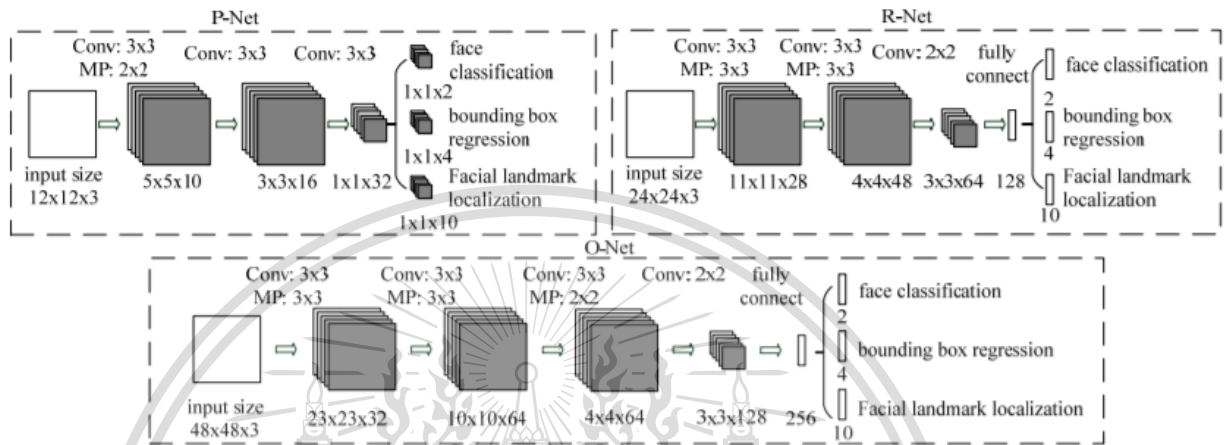 P-Net
Conv: 3x3 Conv: 3x3 Conv: 3x3
MP: 2x2
face
classification
1x1x2
bounding box
regression
1x1x4
Facial landmark
localization
1x1x10
input size
12x12x3
5x5x10
3x3x16
1x1x32
R-Net
Conv: 3x3 Conv: 3x3 Conv: 2x2 fully
MP: 3x3 MP: 3x3 connect
face classification
2
bounding box
regression
4
Facial landmark
localization
10
input size
24x24x3
11x11x28
4x4x48
3x3x64
128
O-Net
Conv: 3x3 Conv: 3x3 Conv: 3x3 Conv: 2x2 fully
MP: 3x3 MP: 3x3 MP: 2x2 connect
face classification
2
bounding box regression
4
Facial landmark localization
10
input size
48x48x3
23x23x32
10x10x64
4x4x64
3x3x128
256